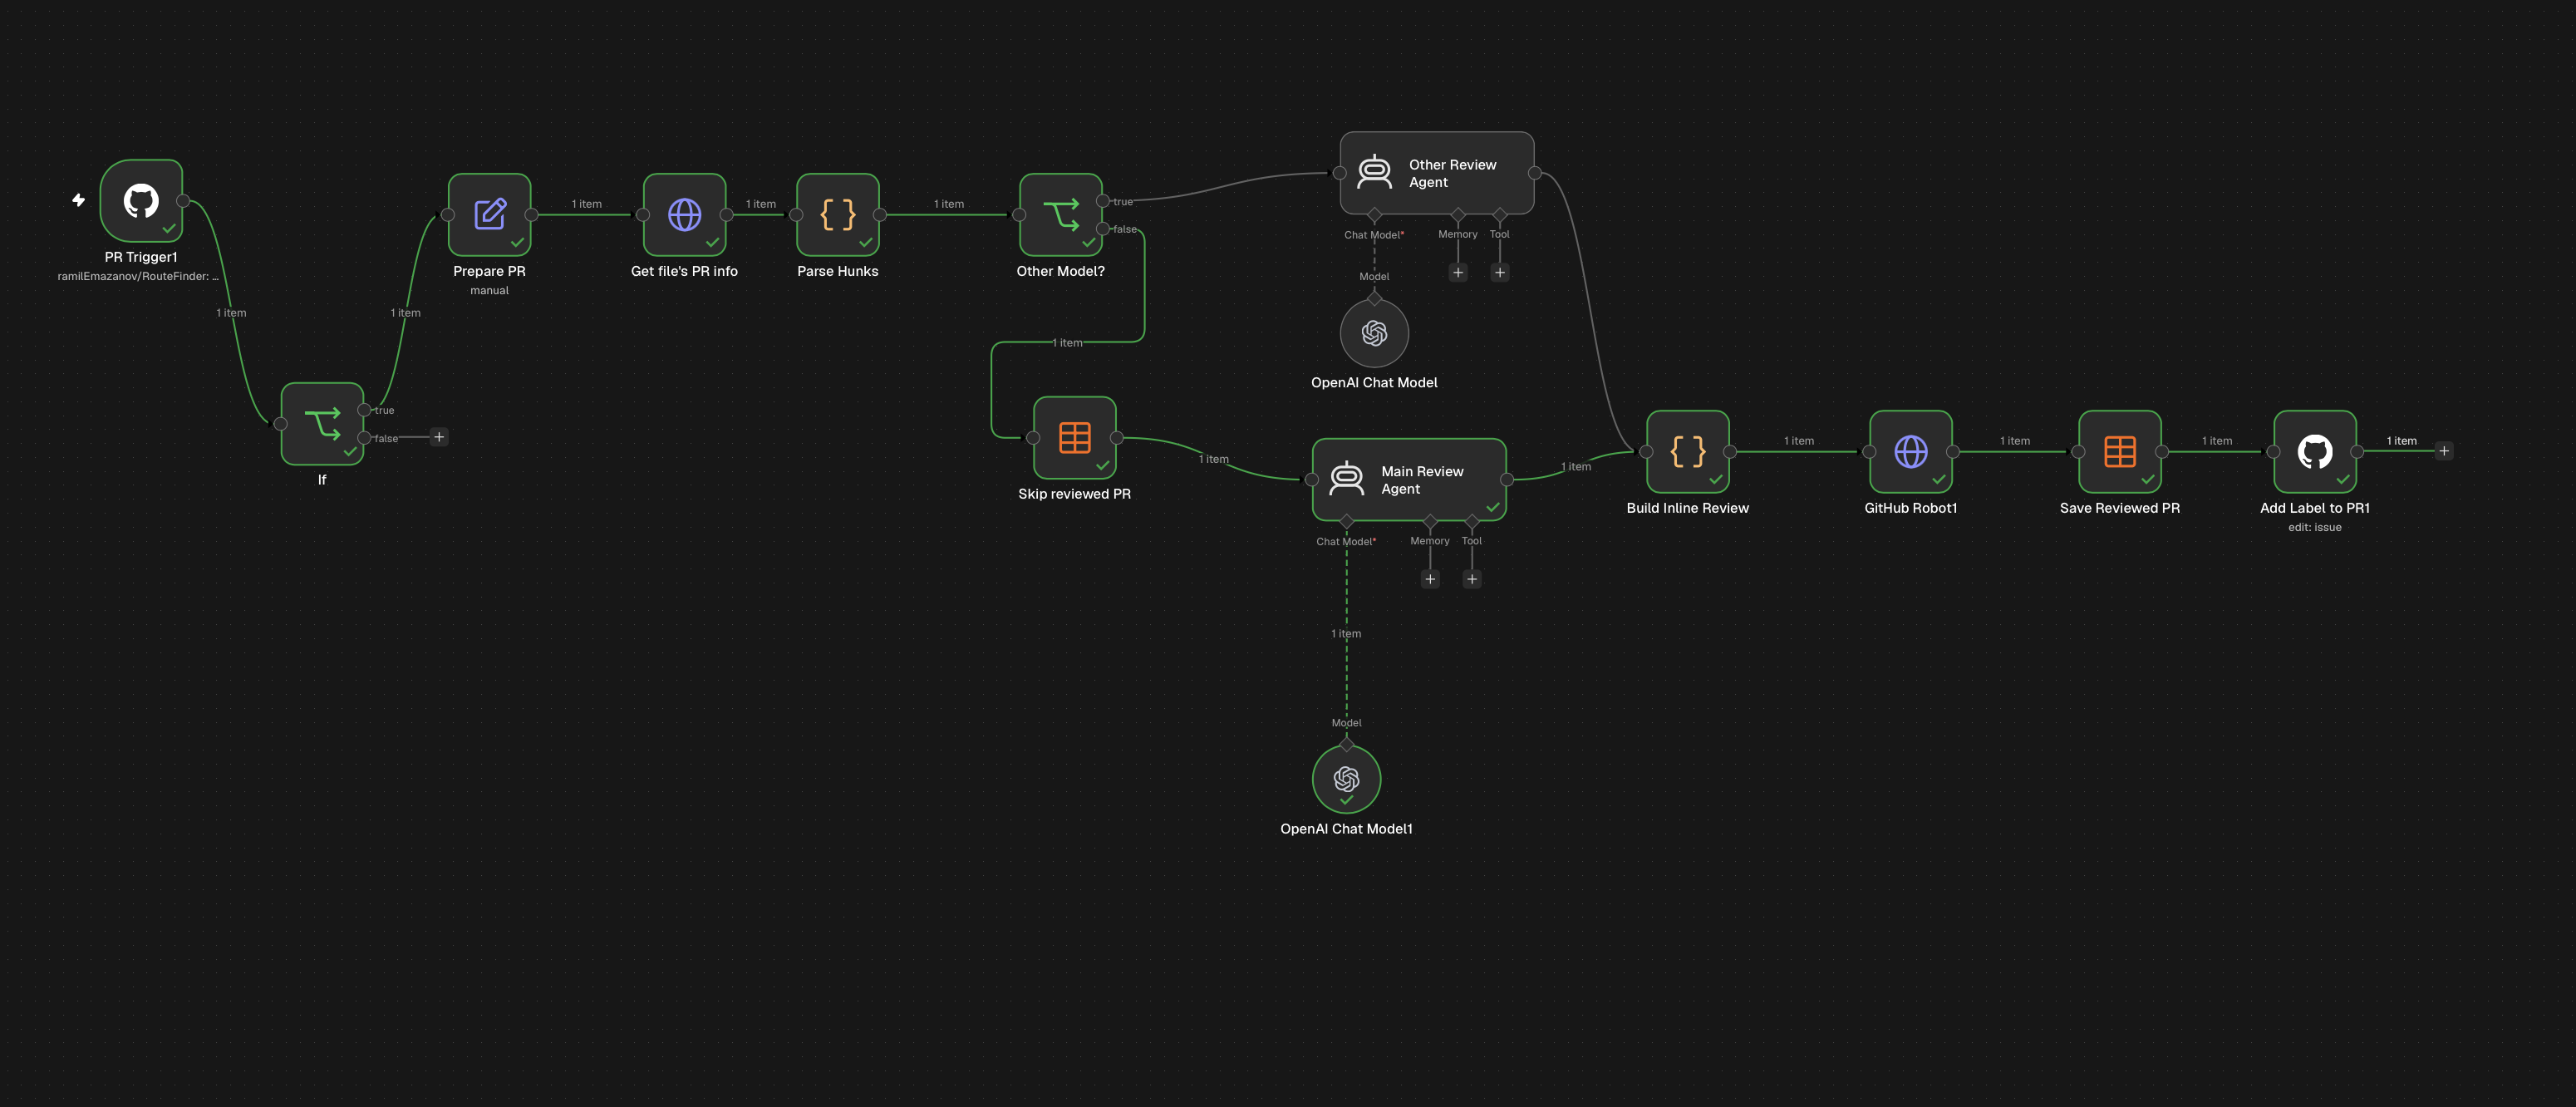 PR Trigger1
ramilEmazanov/RouteFinder: ...
1 item
If
true
false
1 item
Prepare PR
manual
1 item
Get file's PR info
1 item
Parse Hunks
1 item
Other Model?
true
false
1 item
Skip reviewed PR
1 item
Other Review
Agent
Chat Model*
Memory
Tool
Model
OpenAI Chat Model
Main Review
Agent
Chat Model*
Memory
Tool
1 item
Model
OpenAI Chat Model1
1 item
Build Inline Review
1 item
GitHub Robot1
1 item
Save Reviewed PR
1 item
Add Label to PR1
edit: issue
1 item